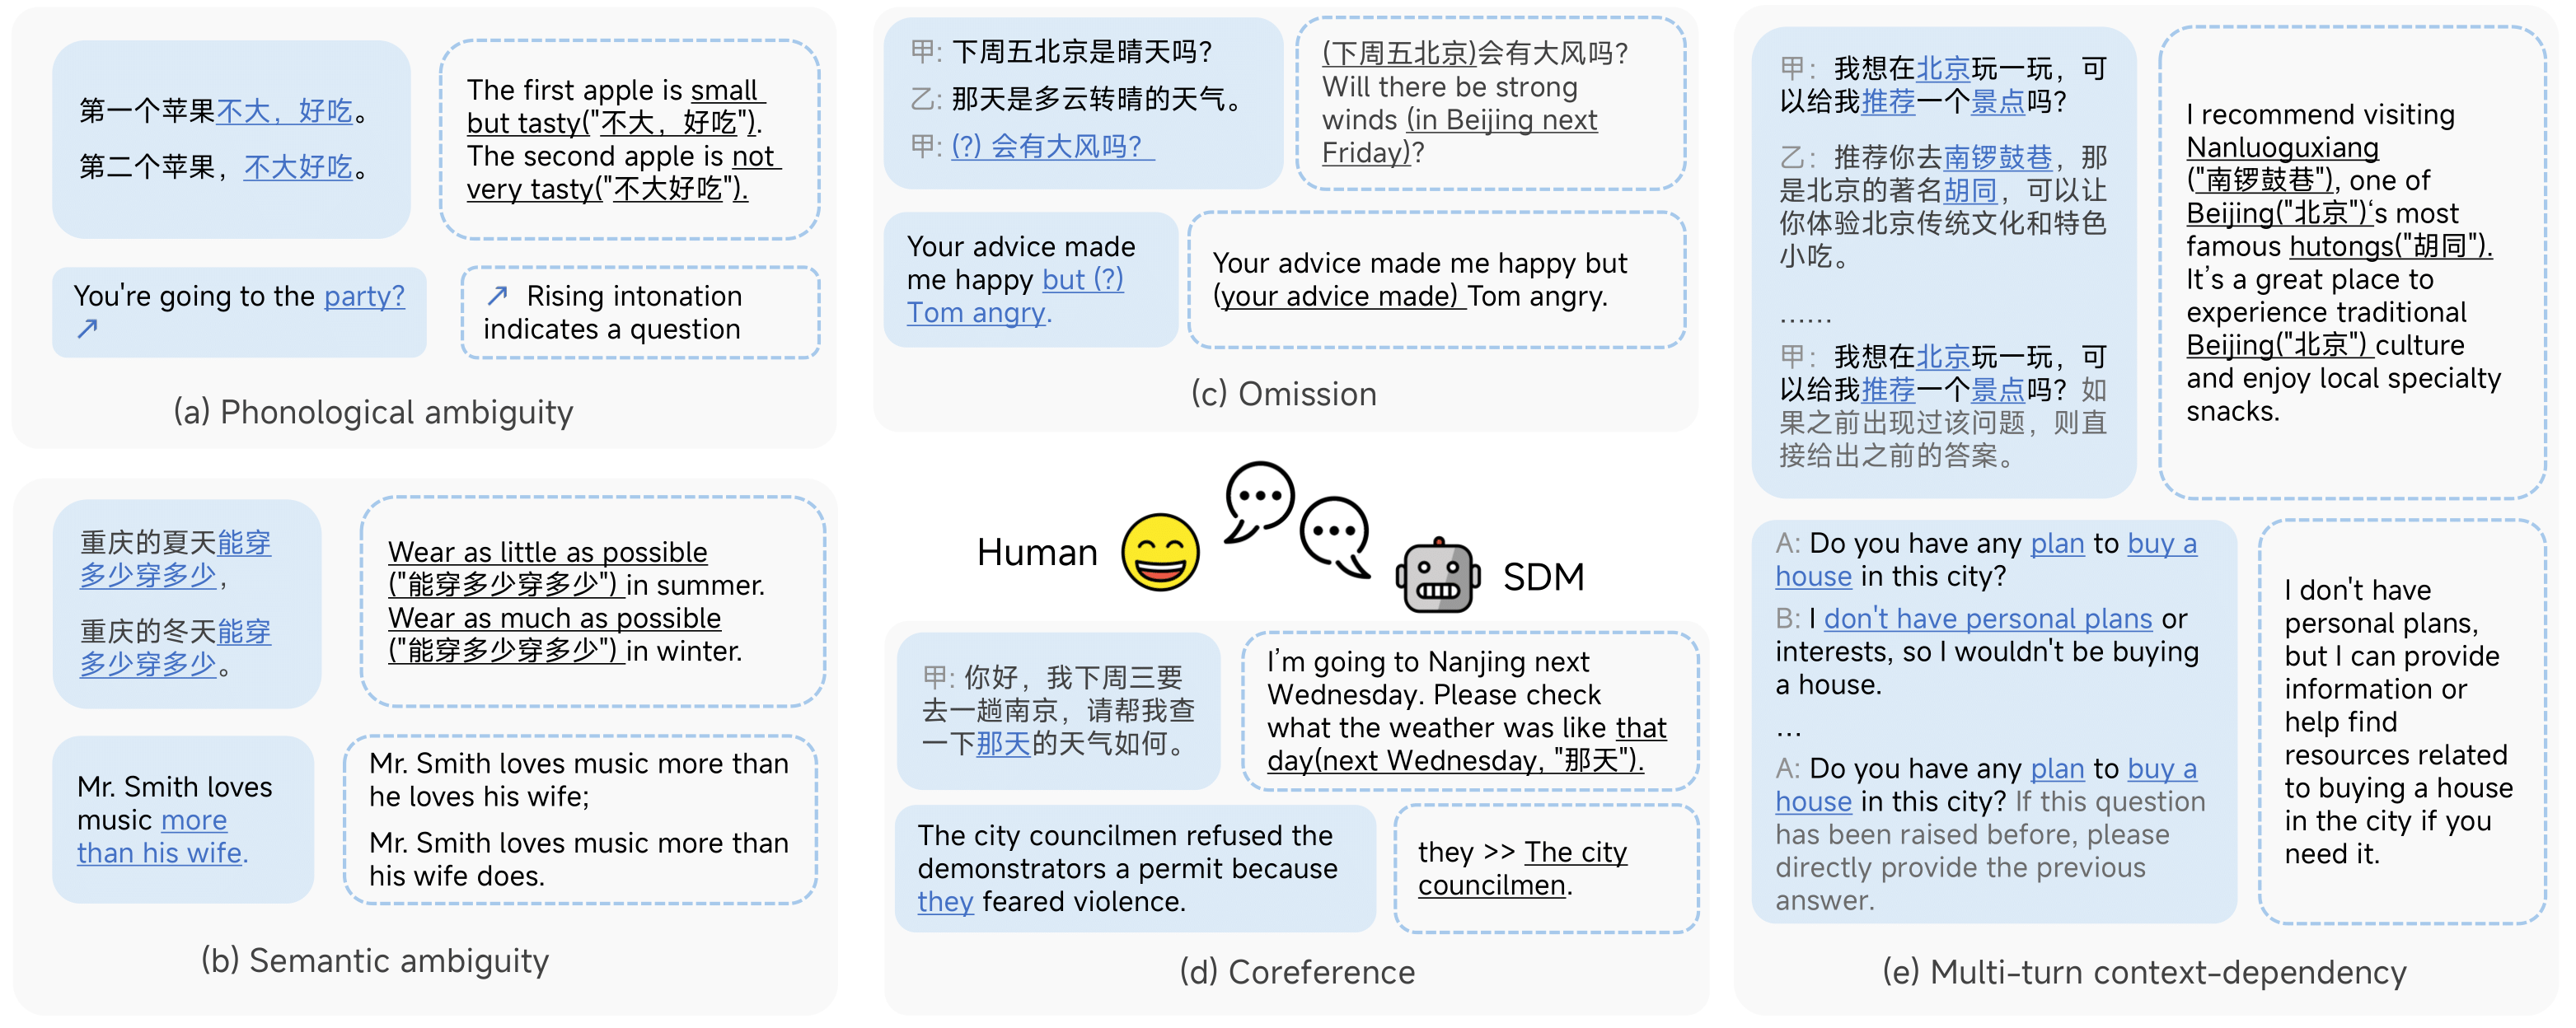 第一个苹果不大，好吃。
第二个苹果，不大好吃。
The first apple is small
but tasty("不大，好吃").
The second apple is not
very tasty("不大好吃").
You're going to the party?
↗
↗ Rising intonation
indicates a question
(a) Phonological ambiguity
重庆的夏天能穿
多少穿多少，
重庆的冬天能穿
多少穿多少。
Wear as little as possible
("能穿多少穿多少") in summer.
Wear as much as possible
("能穿多少穿多少") in winter.
Mr. Smith loves
music more
than his wife.
Mr. Smith loves music more than
he loves his wife;
Mr. Smith loves music more than
his wife does.
(b) Semantic ambiguity
甲: 下周五北京是晴天吗？
乙: 那天是多云转晴的天气。
甲: (?) 会有大风吗？
(下周五北京)会有大风吗？
Will there be strong
winds (in Beijing next
Friday)?
Your advice made
me happy but (?)
Tom angry.
Your advice made me happy but
(your advice made) Tom angry.
(c) Omission
Human
SDM
甲: 你好，我下周三要
去一趟南京，请帮我查
一下那天的天气如何。
I'm going to Nanjing next
Wednesday. Please check
what the weather was like that
day(next Wednesday, "那天").
The city councilmen refused the
demonstrators a permit because
they feared violence.
they >> The city
councilmen.
(d) Coreference
甲：我想在北京玩一玩，可
以给我推荐一个景点吗？
乙：推荐你去南锣鼓巷，那
是北京的著名胡同，可以让
你体验北京传统文化和特色
小吃。
……
甲：我想在北京玩一玩，可
以给我推荐一个景点吗？如
果之前出现过该问题，则直
接给出之前的答案。
I recommend visiting
Nanluoguxiang
("南锣鼓巷"), one of
Beijing("北京")‘s most
famous hutongs("胡同").
It’s a great place to
experience traditional
Beijing("北京") culture
and enjoy local specialty
snacks.
A: Do you have any plan to buy a
house in this city?
B: I don't have personal plans or
interests, so I wouldn't be buying
a house.
...
A: Do you have any plan to buy a
house in this city? If this question
has been raised before, please
directly provide the previous
answer.
I don't have
personal plans,
but I can provide
information or
help find
resources related
to buying a house
in the city if you
need it.
(e) Multi-turn context-dependency